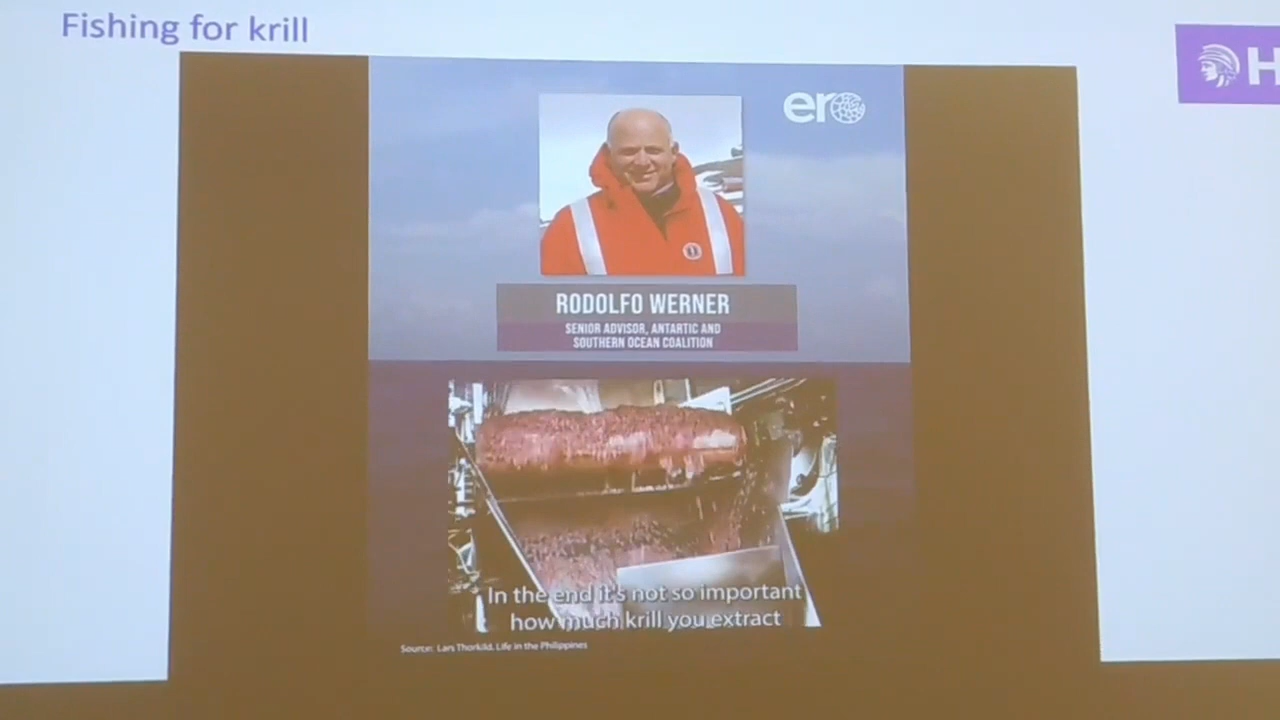 Fishing for krill
H
erc
RODOLFO WERNER
SENIOR ADVISOR, ANTARTIC AND
SOUTHERN OCEAN COALITION
In the end it's not so important
how much krill you extract
Source: Lars Thorkild, Life in the Philippines